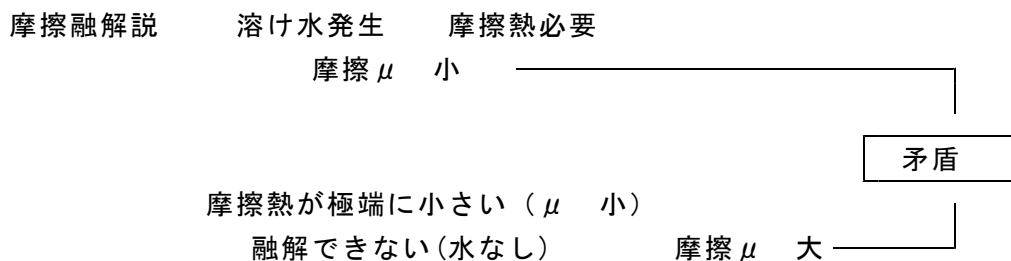 摩擦融解説　溶け水発生　摩擦熱必要
摩擦μ　小
矛盾
摩擦熱が極端に小さい（μ　小）
融解できない(水なし)　摩擦μ　大